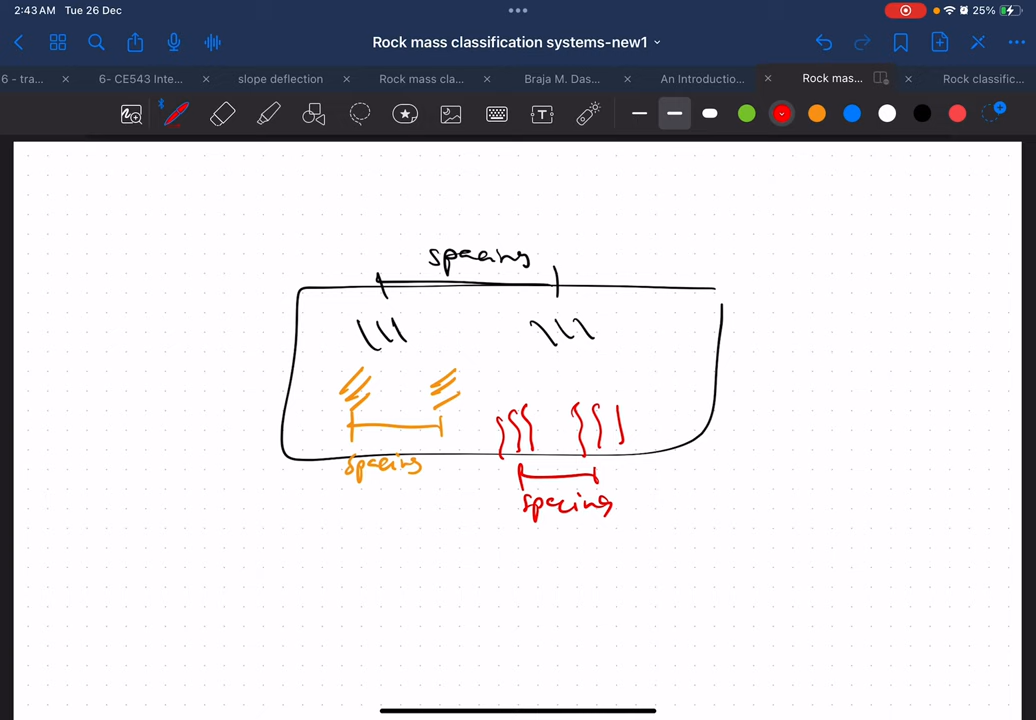 2:43 AM Tue 26 Dec
25%
Rock mass classification systems-new1
6 - tra...
6- CE543 Inte...
slope deflection
Rock mass cla...
Braja M. Das...
An Introductio...
Rock mas...
Rock classific...
T
spacing
spacing
spacing